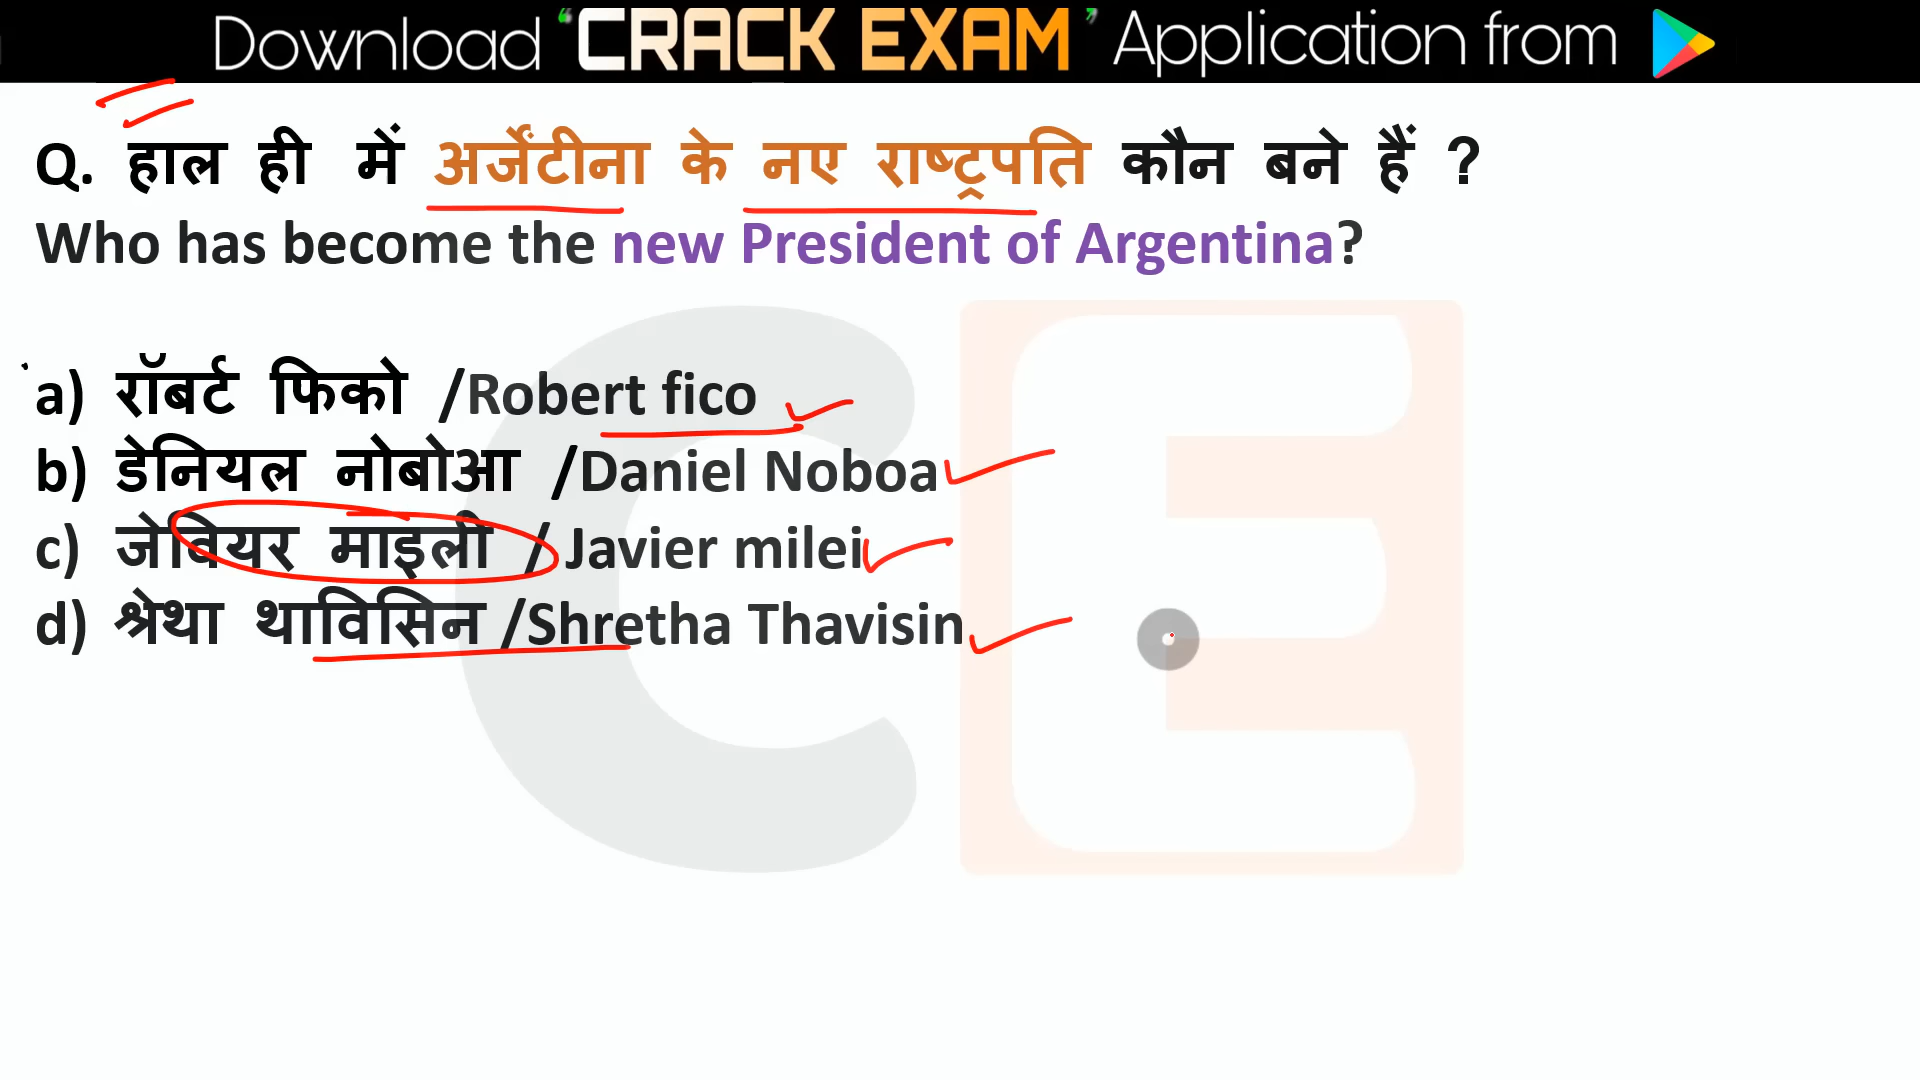 Download ‘CRACK EXAM’ Application from
Q. हाल ही में अर्जेंटीना के नए राष्ट्रपति कौन बने हैं ?
Who has become the new President of Argentina?
a) रॉबर्ट फिको /Robert fico
b) डेनियल नोबोआ /Daniel Noboa
c) जेवियर माइली / Javier milei
d) श्रेथा थाविसिन /Shretha Thavisin